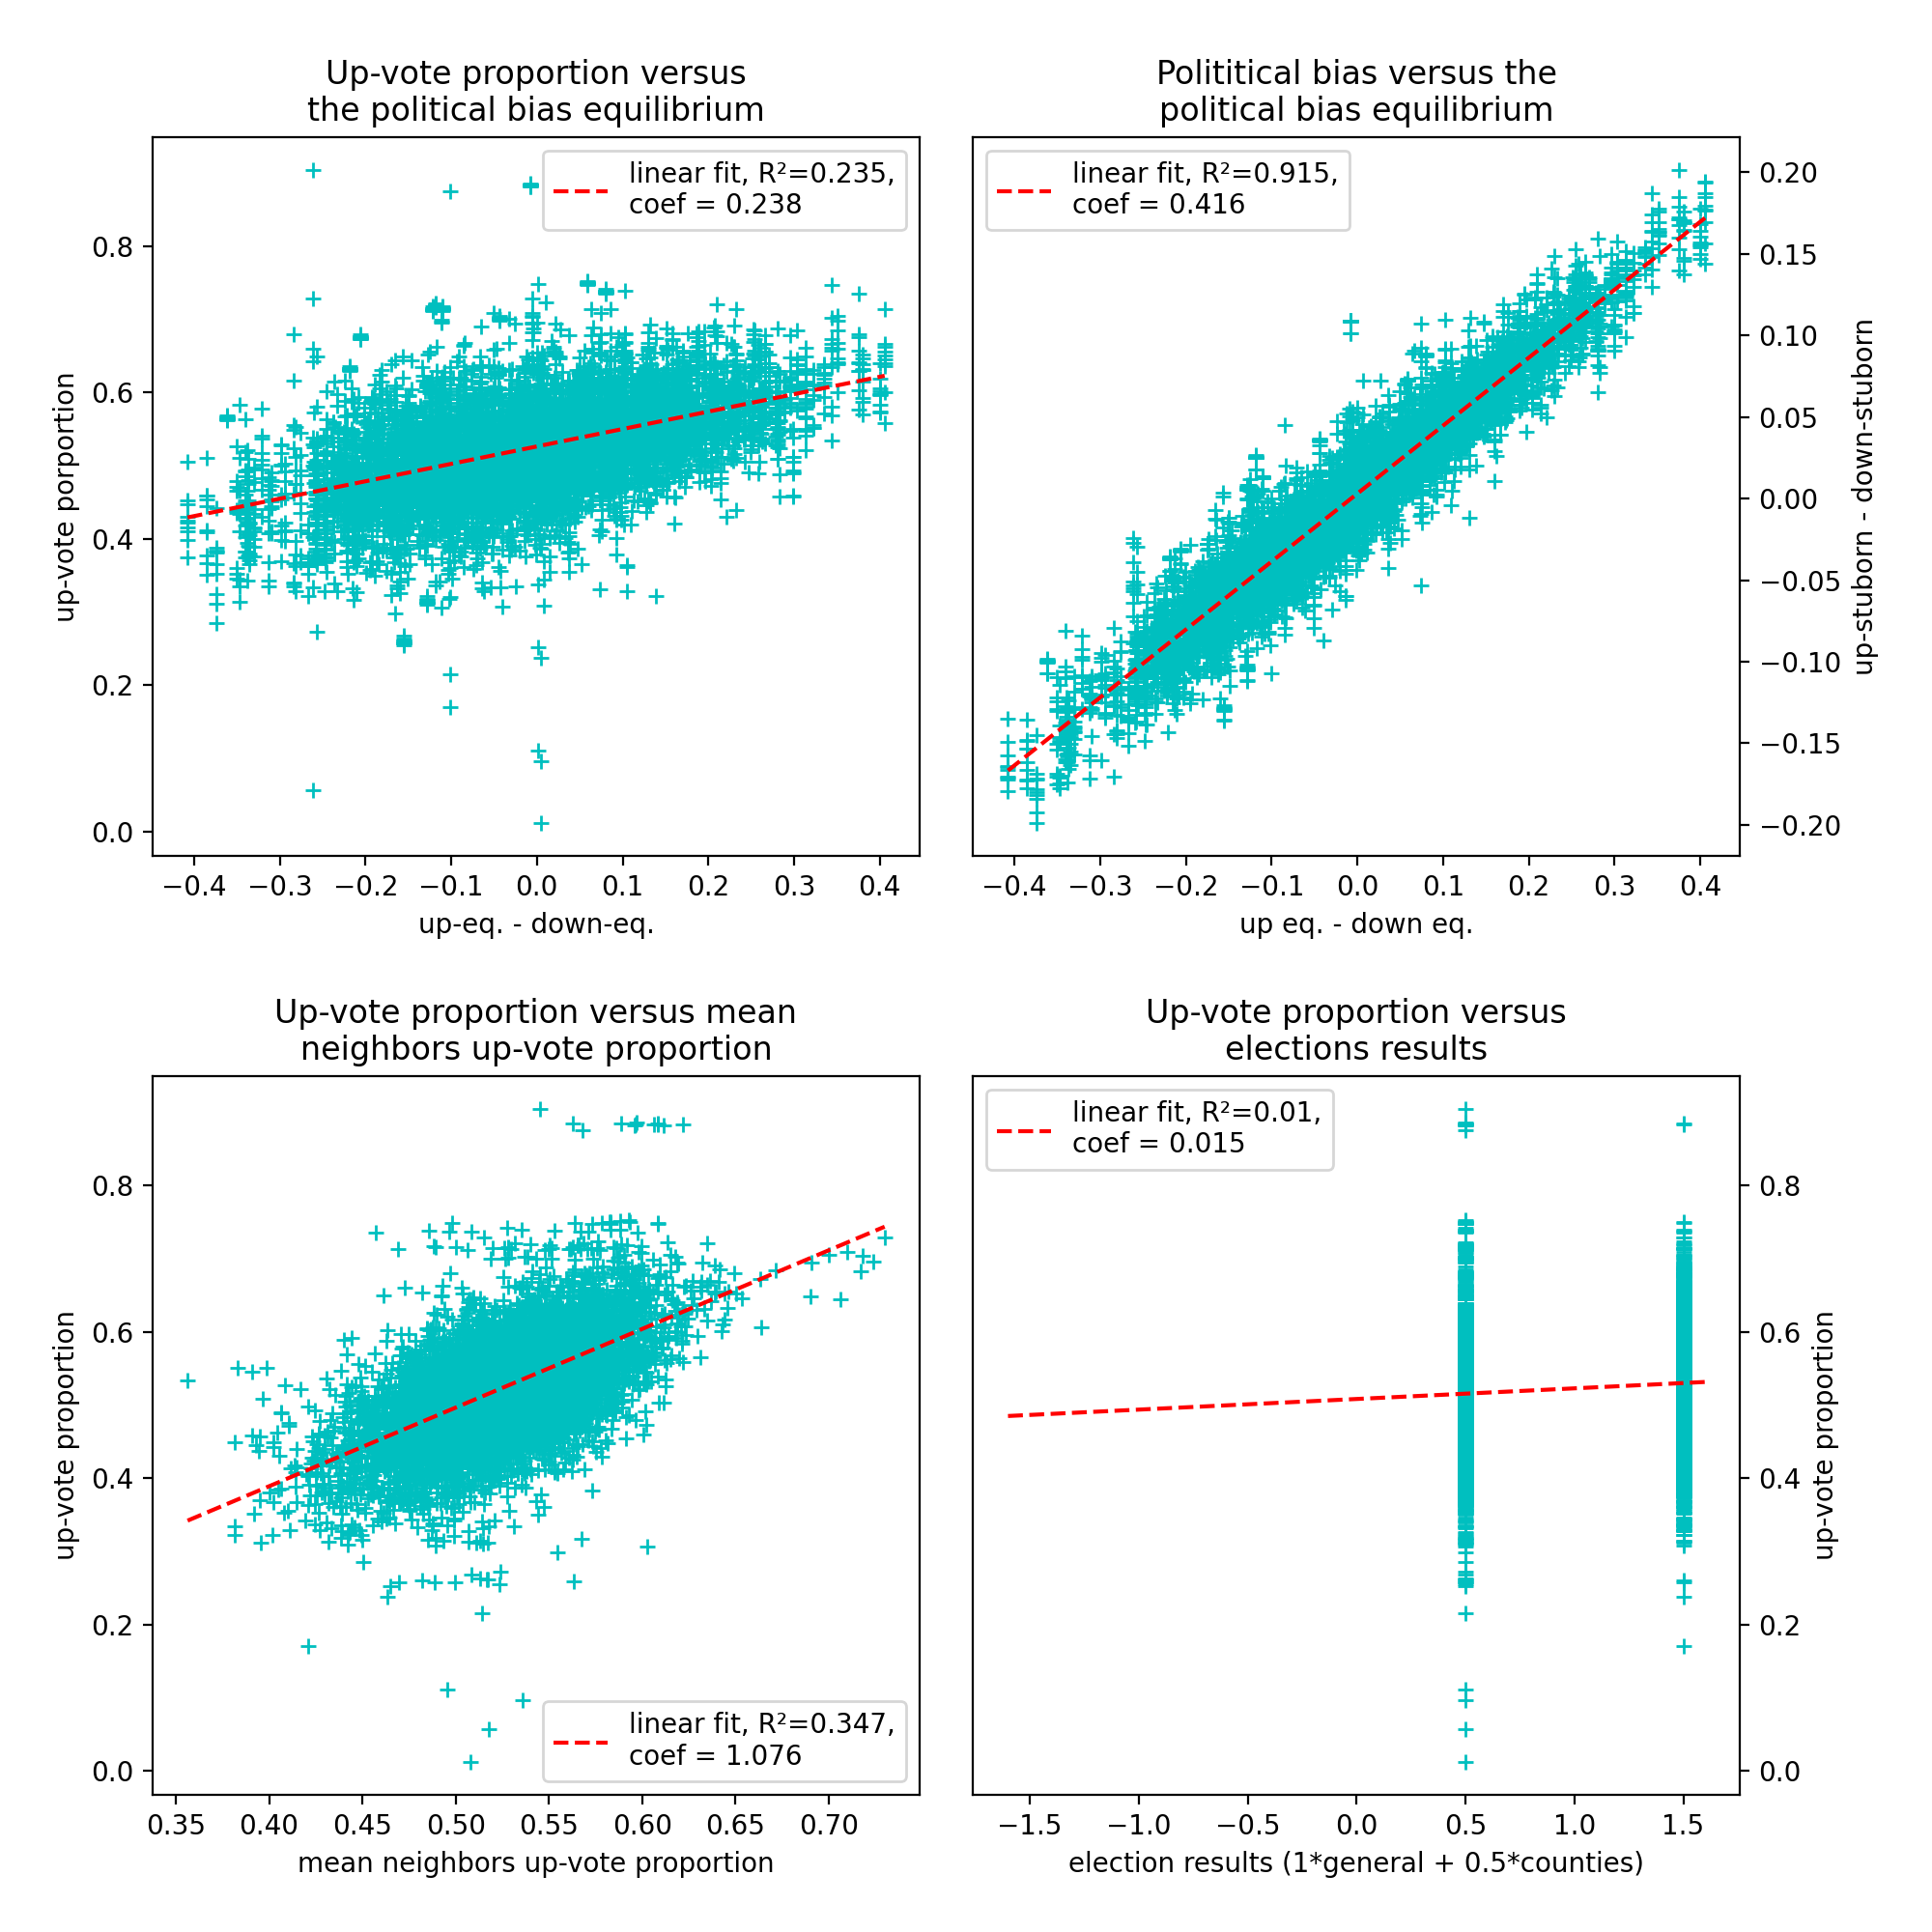 Up-vote proportion versus
the political bias equilibrium
linear fit, R²=0.235,
coef = 0.238
0.8
0.6
0.4
0.2
0.0
up-vote porportion
−0.4 −0.3 −0.2 −0.1 0.0 0.1 0.2 0.3 0.4
up-eq. - down-eq.
Polititical bias versus the
political bias equilibrium
linear fit, R²=0.915,
coef = 0.416
0.20
0.15
0.10
0.05
0.00
−0.05
−0.10
−0.15
−0.20
up-stuborn - down-stuborn
−0.4 −0.3 −0.2 −0.1 0.0 0.1 0.2 0.3 0.4
up eq. - down eq.
Up-vote proportion versus mean
neighbors up-vote proportion
0.8
0.6
0.4
0.2
0.0
up-vote proportion
linear fit, R²=0.347,
coef = 1.076
0.35 0.40 0.45 0.50 0.55 0.60 0.65 0.70
mean neighbors up-vote proportion
Up-vote proportion versus
elections results
linear fit, R²=0.01,
coef = 0.015
0.8
0.6
0.4
0.2
0.0
up-vote proportion
−1.5 −1.0 −0.5 0.0 0.5 1.0 1.5
election results (1*general + 0.5*counties)